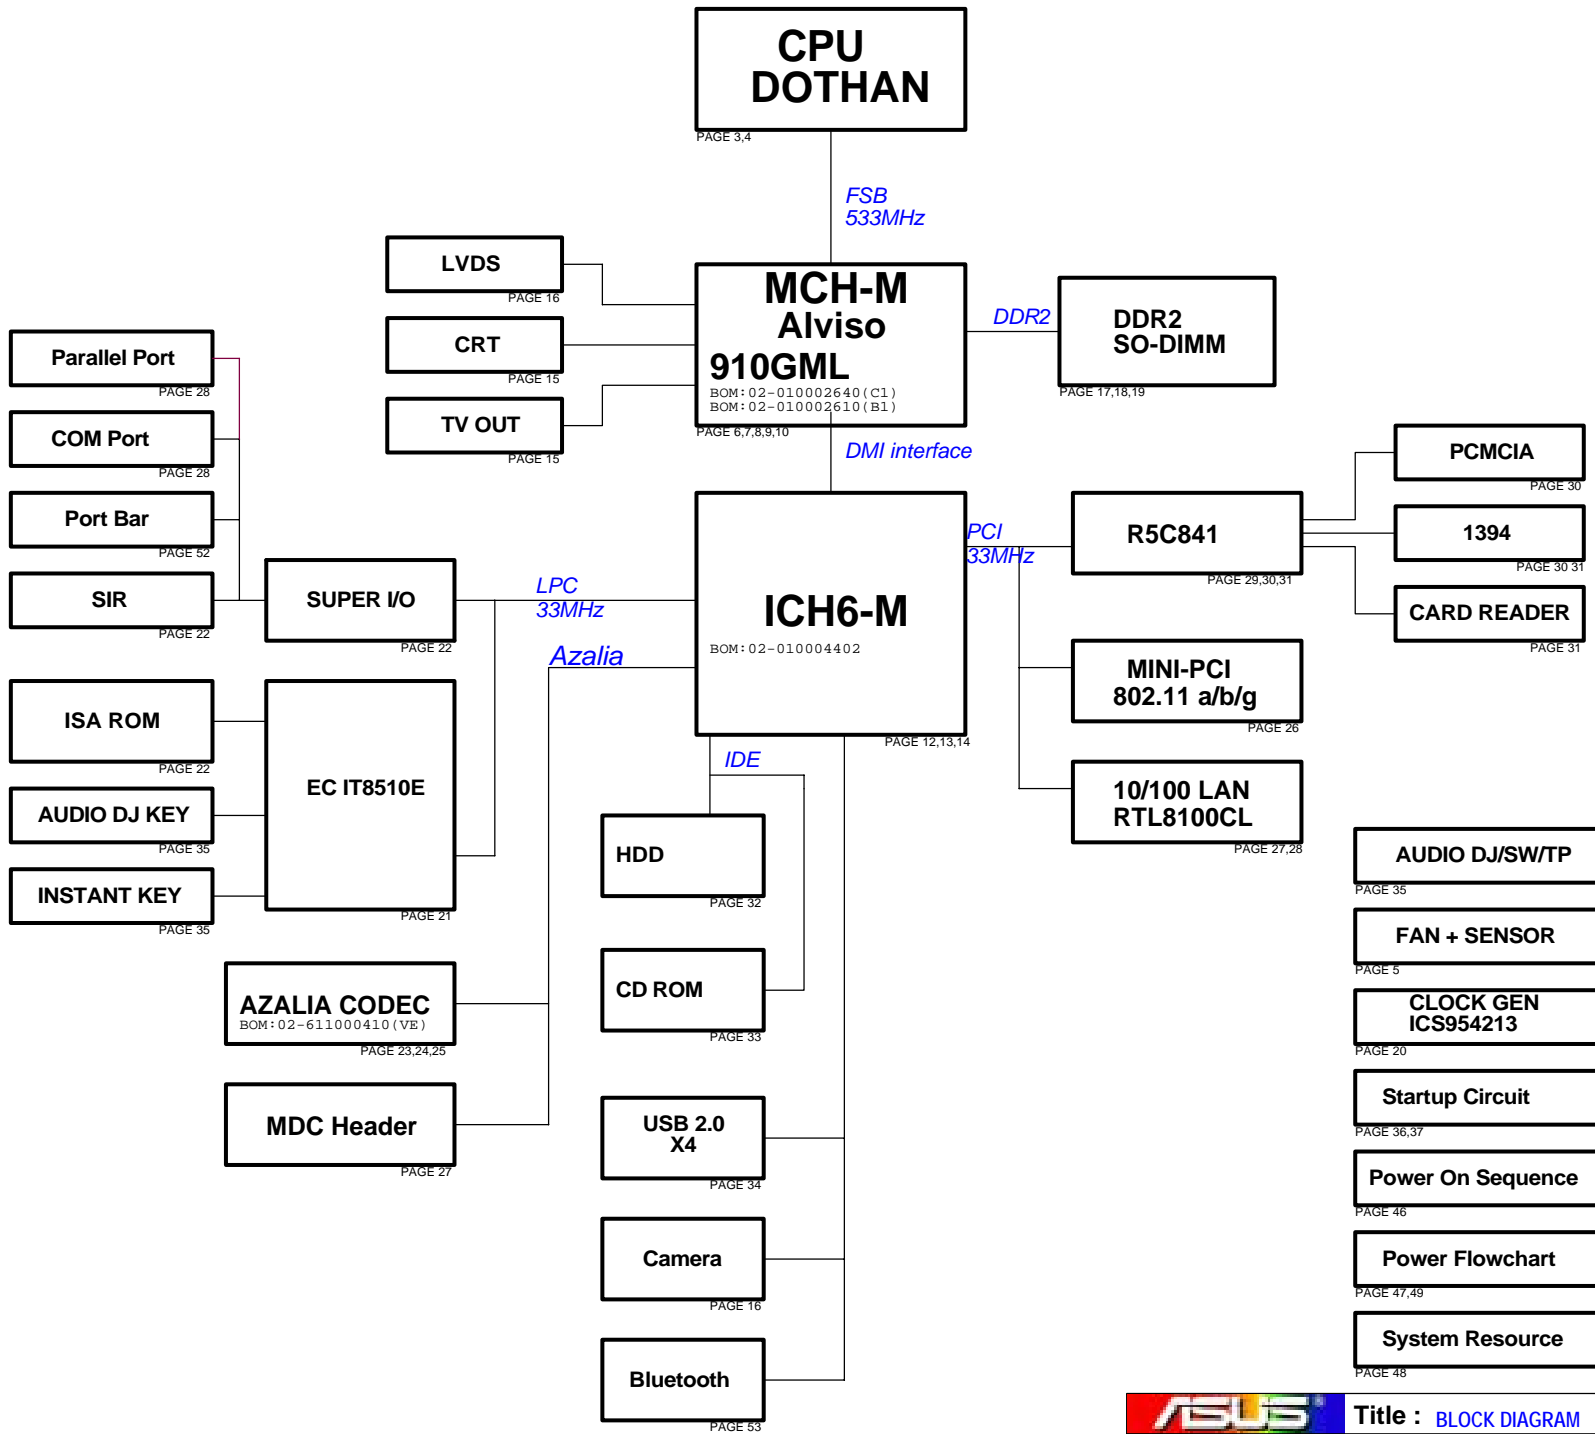 CPU
DOTHAN
PAGE 3,4
FSB
533MHz
LVDS
PAGE 16
CRT
PAGE 15
TV OUT
PAGE 15
MCH-M
Alviso
910GML
BOM:02-010002640(C1)
BOM:02-010002610(B1)
PAGE 6,7,8,9,10
DDR2
DDR2
SO-DIMM
PAGE 17,18,19
DMI interface
Parallel Port
PAGE 28
COM Port
PAGE 28
Port Bar
PAGE 52
SIR
PAGE 22
SUPER I/O
PAGE 22
LPC
33MHz
Azalia
ICH6-M
BOM:02-010004402
PAGE 12,13,14
PCI
33MHz
R5C841
PAGE 29,30,31
PCMCIA
PAGE 30
1394
PAGE 30 31
CARD READER
PAGE 31
MINI-PCI
802.11 a/b/g
PAGE 26
10/100 LAN
RTL8100CL
PAGE 27,28
ISA ROM
PAGE 22
AUDIO DJ KEY
PAGE 35
INSTANT KEY
PAGE 35
EC IT8510E
PAGE 21
IDE
HDD
PAGE 32
CD ROM
PAGE 33
AZALIA CODEC
BOM:02-611000410(VE)
PAGE 23,24,25
MDC Header
PAGE 27
USB 2.0
X4
PAGE 34
Camera
PAGE 16
Bluetooth
PAGE 53
AUDIO DJ/SW/TP
PAGE 35
FAN + SENSOR
PAGE 5
CLOCK GEN
ICS954213
PAGE 20
Startup Circuit
PAGE 36,37
Power On Sequence
PAGE 46
Power Flowchart
PAGE 47,49
System Resource
PAGE 48
ASUS®
Title : BLOCK DIAGRAM